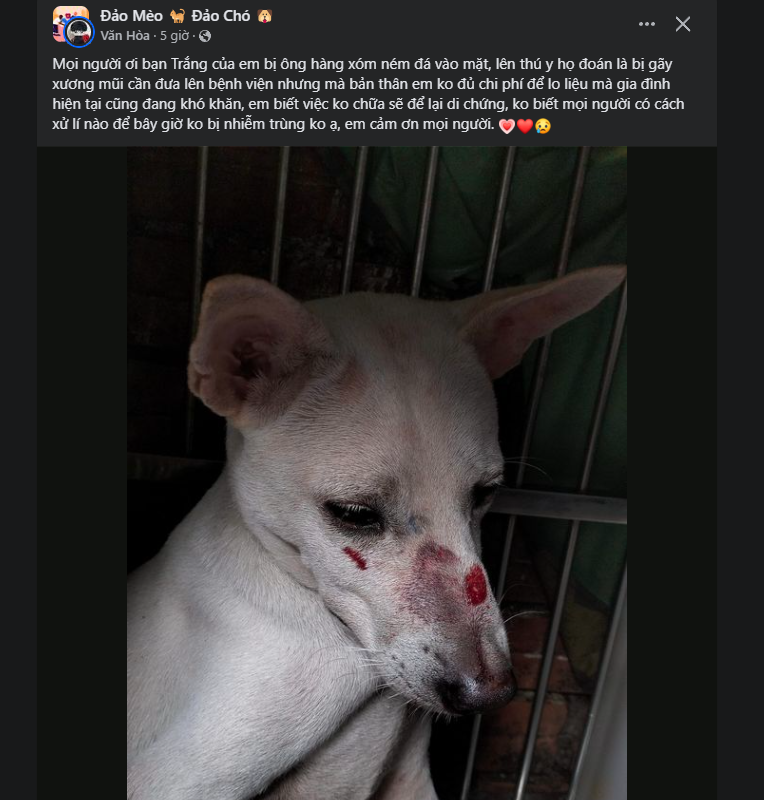 Đảo Mèo 🐈 Đảo Chó 🐶
Văn Hòa · 5 giờ ·
Mọi người ơi bạn Trắng của em bị ông hàng xóm ném đá vào mặt, lên thú y họ đoán là bị gãy
xương mũi cần đưa lên bệnh viện nhưng mà bản thân em ko đủ chi phí để lo liệu mà gia đình
hiện tại cũng đang khó khăn, em biết việc ko chữa sẽ để lại di chứng, ko biết mọi người có cách
xử lí nào để bây giờ ko bị nhiễm trùng ko ạ, em cảm ơn mọi người. 💗❤️😥